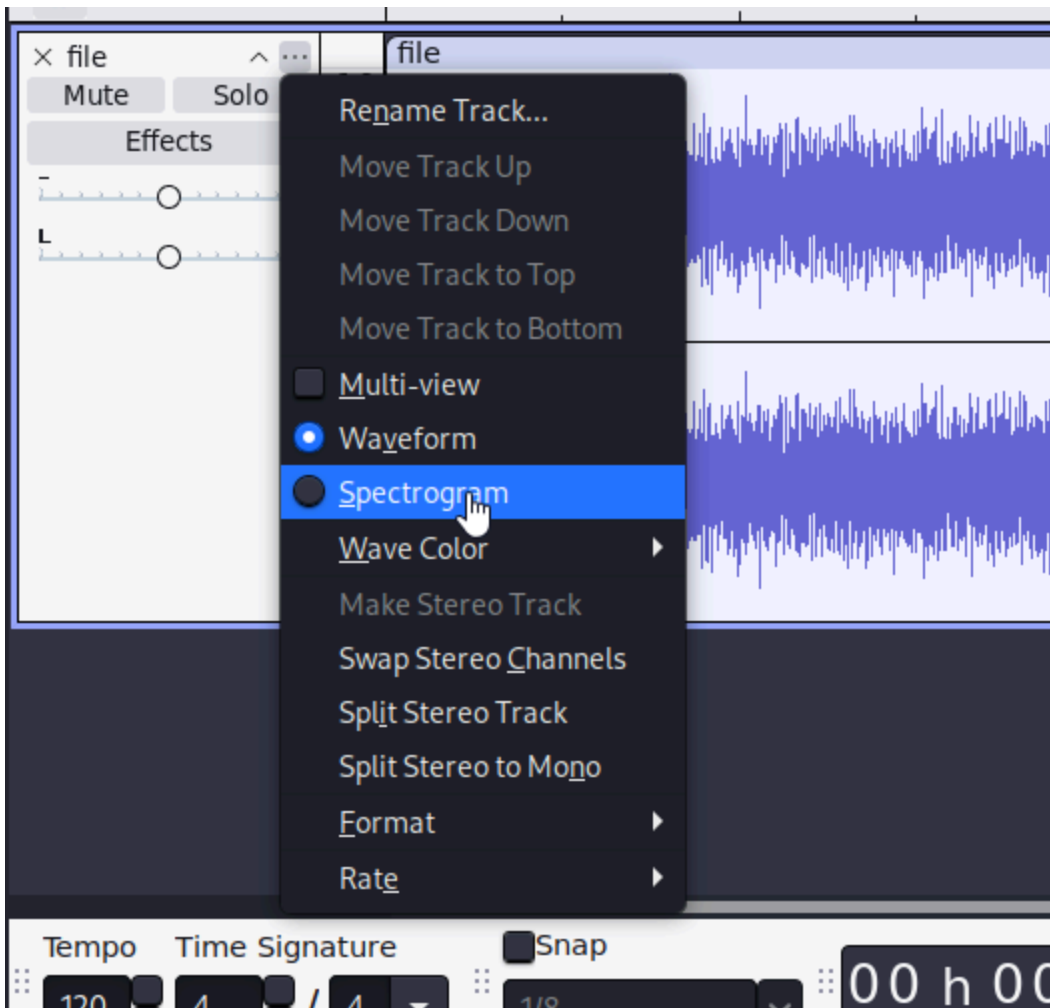 file
file
Mute
Solo
Effects
-
L
Rename Track...
Move Track Up
Move Track Down
Move Track to Top
Move Track to Bottom
Multi-view
Waveform
Spectrogram
Wave Color
Make Stereo Track
Swap Stereo Channels
Split Stereo Track
Split Stereo to Mono
Format
Rate
Tempo
Time Signature
Snap
120
4 / 4
1/8
00 h 00